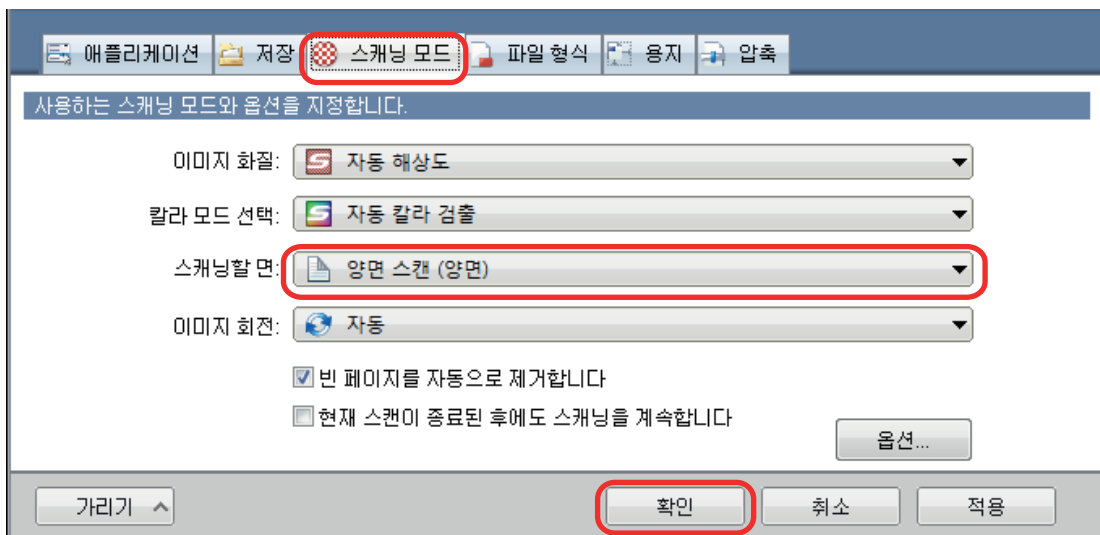 애플리케이션 저장 스캐닝 모드 파일 형식 용지 압축
사용하는 스캐닝 모드와 옵션을 지정합니다.
이미지 화질: 자동 해상도
칼라 모드 선택: 자동 칼라 검출
스캐닝할 면: 양면 스캔 (양면)
이미지 회전: 자동
빈 페이지를 자동으로 제거합니다
현재 스캔이 종료된 후에도 스캐닝을 계속합니다
옵션...
가리기 확인 취소 적용